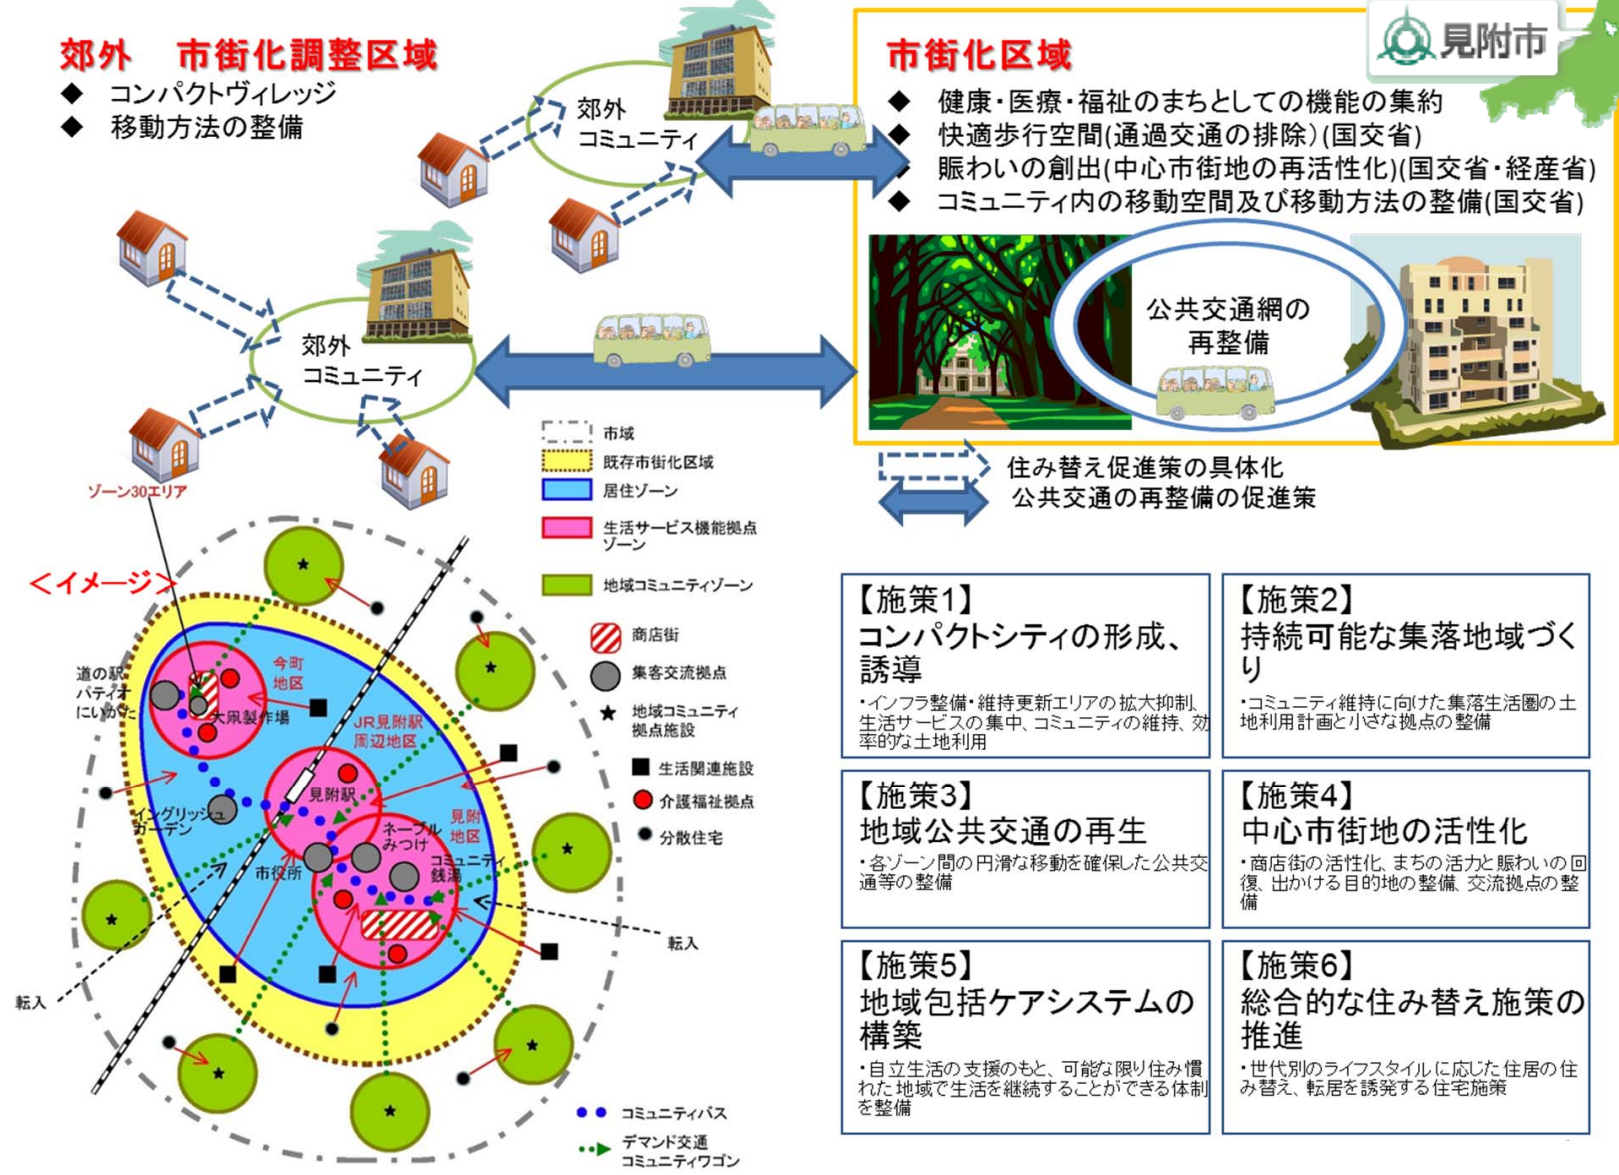 郊外　市街化調整区域
◆ コンパクトヴィレッジ
◆ 移動方法の整備
郊外
コミュニティ
郊外
コミュニティ
見附市
市街化区域
◆ 健康・医療・福祉のまちとしての機能の集約
◆ 快適歩行空間(通過交通の排除)(国交省)
賑わいの創出(中心市街地の再活性化)(国交省・経産省)
◆ コミュニティ内の移動空間及び移動方法の整備(国交省)
公共交通網の
再整備
住み替え促進策の具体化
公共交通の再整備の促進策
市域
既存市街化区域
居住ゾーン
生活サービス機能拠点
ゾーン
地域コミュニティゾーン
商店街
集客交流拠点
★ 地域コミュニティ
拠点施設
生活関連施設
介護福祉拠点
分散住宅
ゾーン30エリア
<イメージ>
道の駅
パティオ
にいがた
今町
地区
大凧製作場
JR見附駅
周辺地区
見附駅
イングリッシュ
ガーデン
見附
地区
ネーブル
みつけ
市役所
コミュニティ
銭湯
転入
転入
コミュニティバス
デマンド交通
コミュニティワゴン
【施策1】
コンパクトシティの形成、
誘導
・インフラ整備・維持更新エリアの拡大抑制、
生活サービスの集中、コミュニティの維持、効
率的な土地利用
【施策2】
持続可能な集落地域づく
り
・コミュニティ維持に向けた集落生活圏の土
地利用計画と小さな拠点の整備
【施策3】
地域公共交通の再生
・各ゾーン間の円滑な移動を確保した公共交
通等の整備
【施策4】
中心市街地の活性化
・商店街の活性化、まちの活力と賑わいの回
復、出かける目的地の整備、交流拠点の整
備
【施策5】
地域包括ケアシステムの
構築
・自立生活の支援のもと、可能な限り住み慣
れた地域で生活を継続することができる体制
を整備
【施策6】
総合的な住み替え施策の
推進
・世代別のライフスタイルに応じた住居の住
み替え、転居を誘発する住宅施策